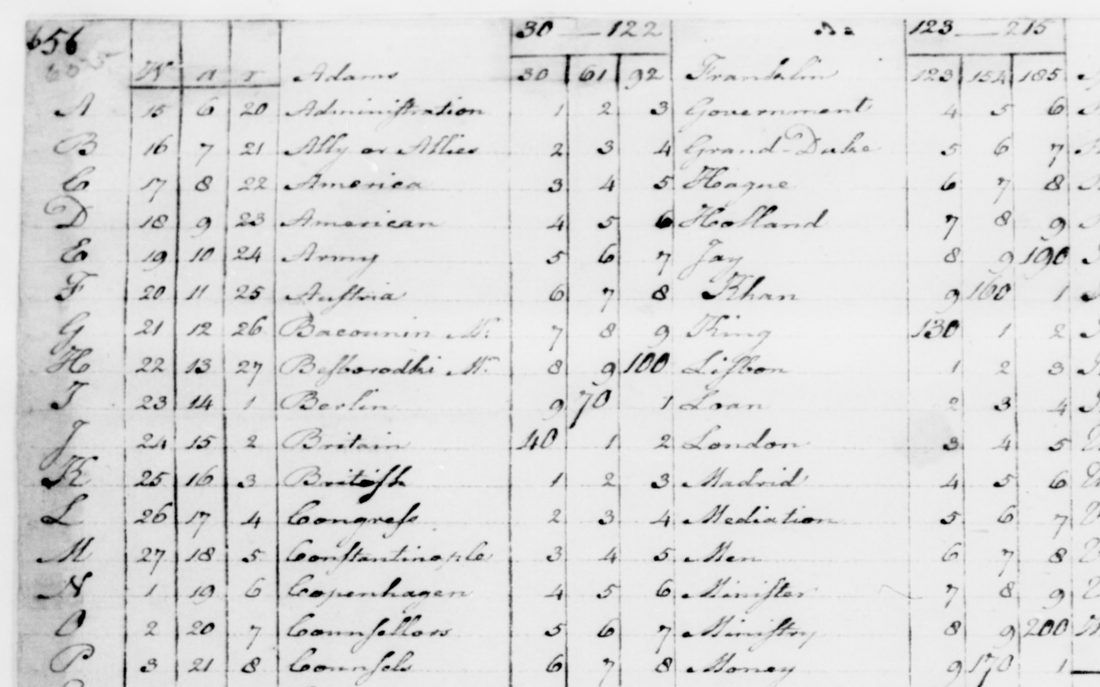 656 30 — 122 No 123 — 215
W a r Adams 30 61 92 Franklin 123 154 185
A 15 6 20 Adminiſtration 1 2 3 Government 4 5 6
B 16 7 21 Ally or Allies 2 3 4 Grand-Duke 5 6 7
C 17 8 22 America 3 4 5 Hague 6 7 8
D 18 9 23 American 4 5 6 Holland 7 8 9
E 19 10 24 Army 5 6 7 Jay 8 9 190
F 20 11 25 Auſtria 6 7 8 Khan 9 160 1
G 21 12 26 Bacounin Mr. 7 8 9 King 130 1 2
H 22 13 27 Beſborodki Mr. 8 9 100 Liſbon 1 2 3
I 23 14 1 Berlin 9 70 1 Loan 2 3 4
J 24 15 2 Britain 40 1 2 London 3 4 5
K 25 16 3 Britiſh 1 2 3 Madrid 4 5 6
L 26 17 4 Congreſs 2 3 4 Mediation 5 6 7
M 27 18 5 Conſtantinople 3 4 5 Men 6 7 8
N 1 19 6 Copenhagen 4 5 6 Miniſter 7 8 9
O 2 20 7 Counſellors 5 6 7 Miniſtry 8 9 200
P 3 21 8 Counſels 6 7 8 Money 9 170 1